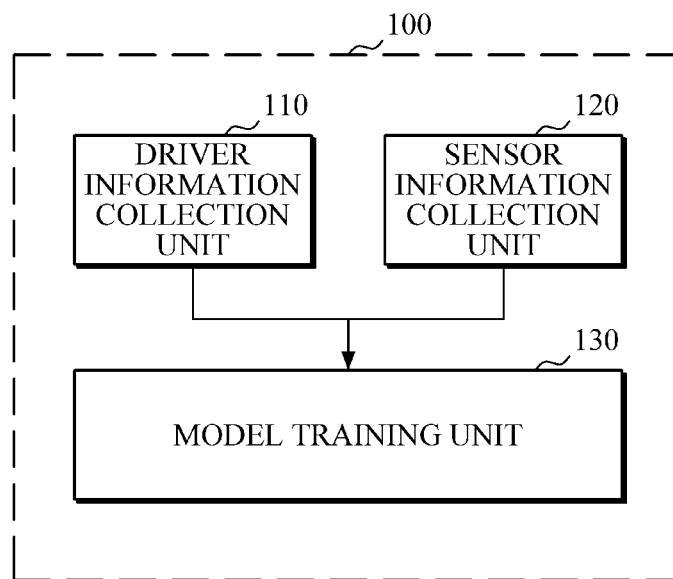 100
110
120
DRIVER
INFORMATION
COLLECTION
UNIT
SENSOR
INFORMATION
COLLECTION
UNIT
130
MODEL TRAINING UNIT